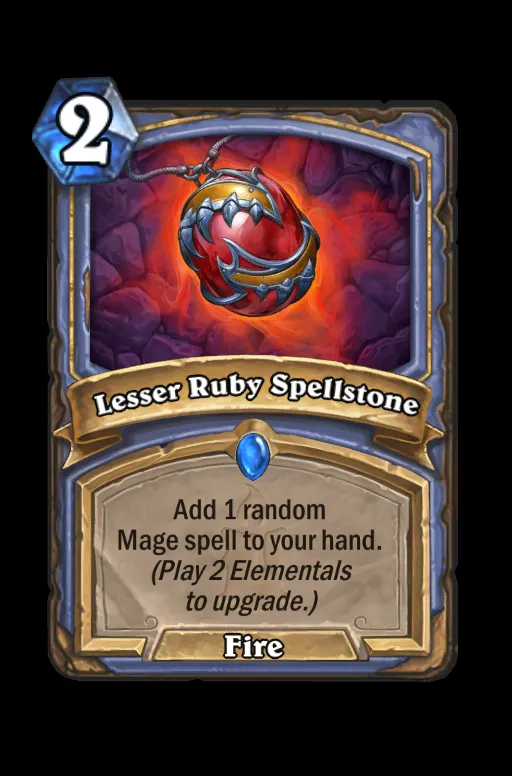 2
Lesser Ruby Spellstone
Add 1 random
Mage spell to your hand.
(Play 2 Elementals
to upgrade.)
Fire